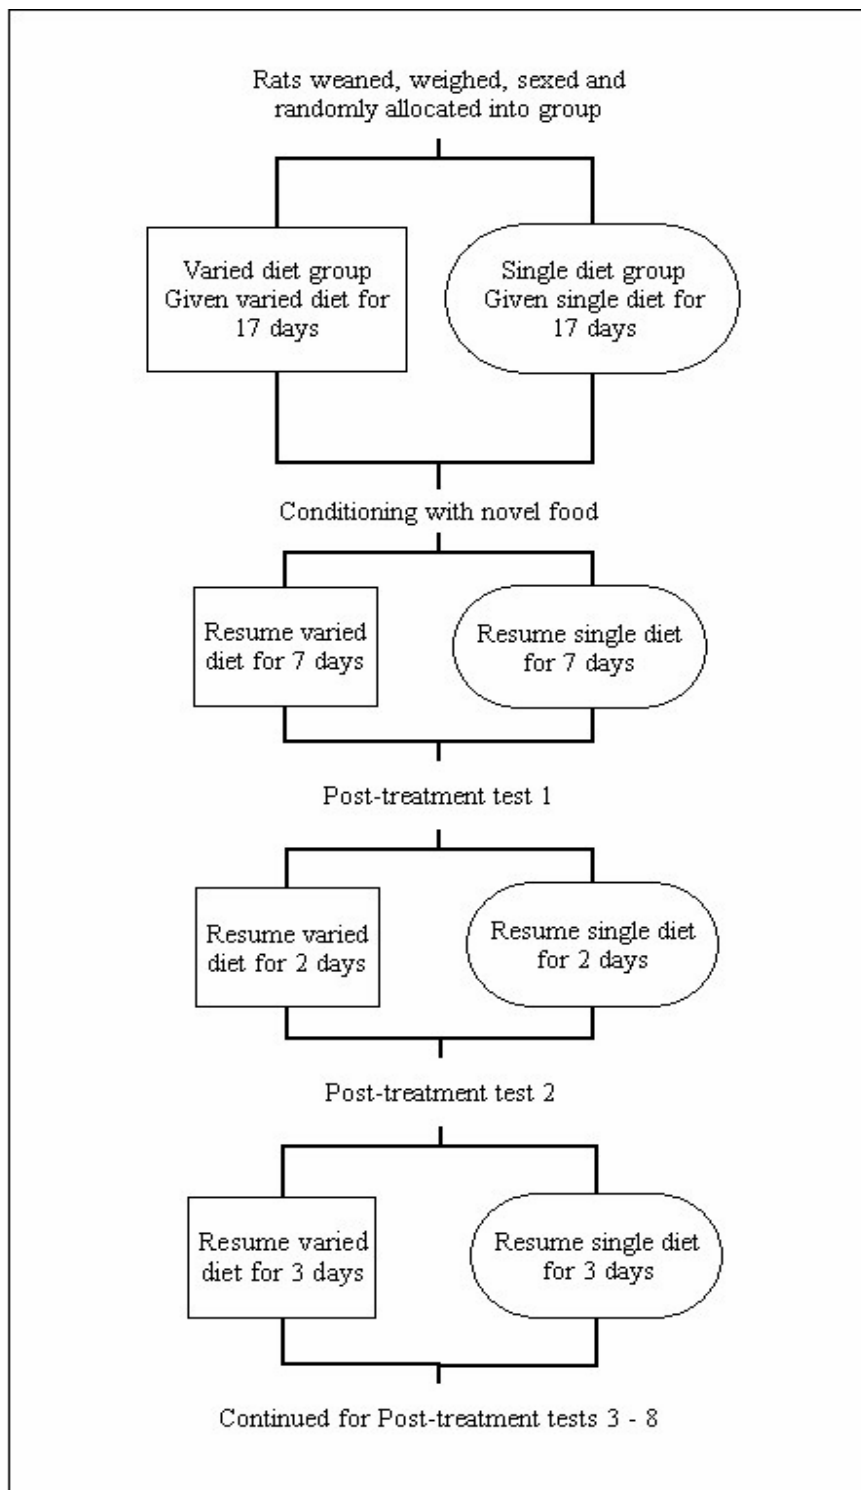 Rats weaned, weighed, sexed and
randomly allocated into group
Varied diet group
Given varied diet for
17 days
Single diet group
Given single diet for
17 days
Conditioning with novel food
Resume varied
diet for 7 days
Resume single diet
for 7 days
Post-treatment test 1
Resume varied
diet for 2 days
Resume single diet
for 2 days
Post-treatment test 2
Resume varied
diet for 3 days
Resume single diet
for 3 days
Continued for Post-treatment tests 3 - 8